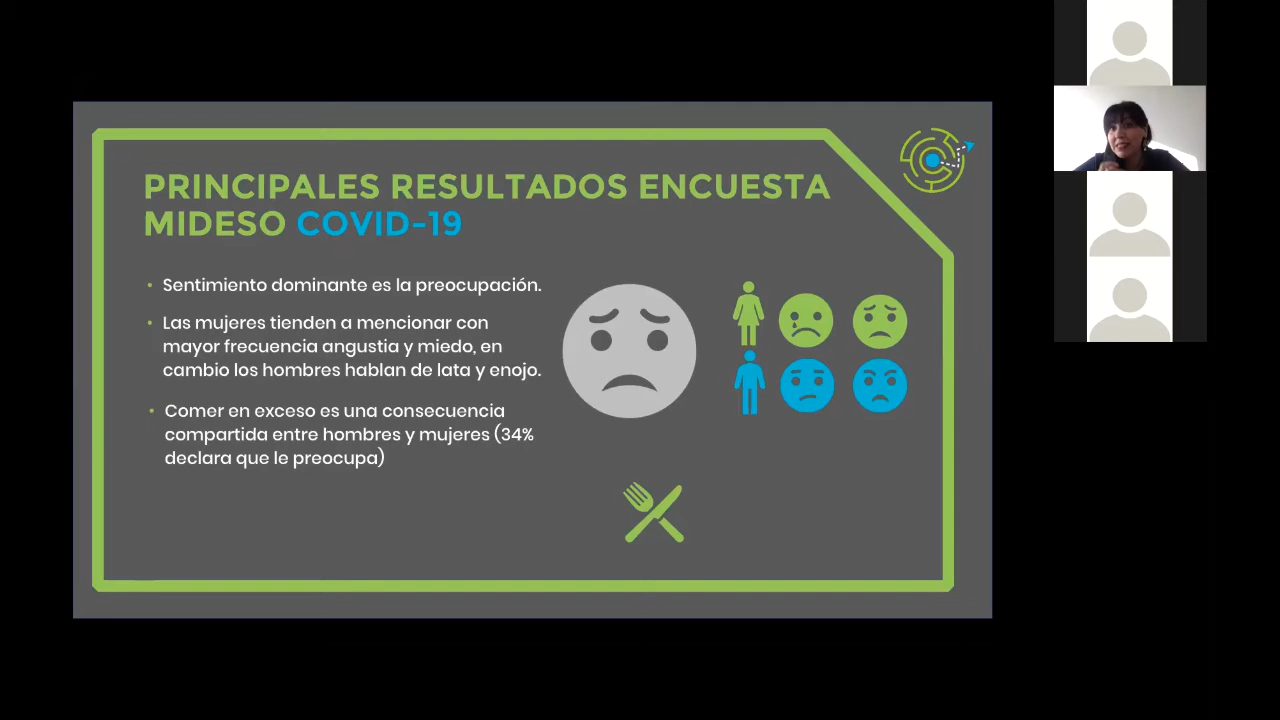 PRINCIPALES RESULTADOS ENCUESTA
MIDESO COVID-19
• Sentimiento dominante es la preocupación.
• Las mujeres tienden a mencionar con
mayor frecuencia angustia y miedo, en
cambio los hombres hablan de lata y enojo.
• Comer en exceso es una consecuencia
compartida entre hombres y mujeres (34%
declara que le preocupa)